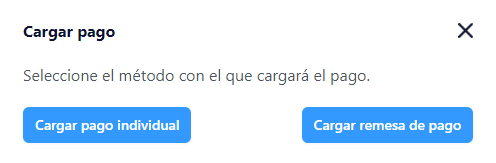 Cargar pago
Seleccione el método con el que cargará el pago.
Cargar pago individual
Cargar remesa de pago